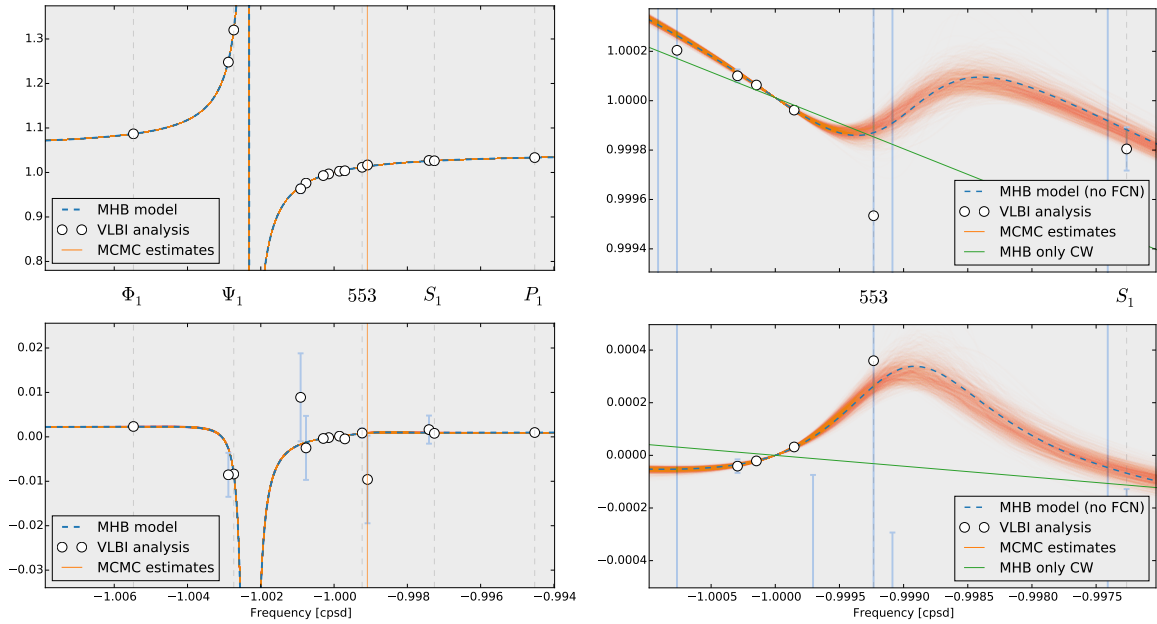 1.3
1.2
1.1
1.0
0.9
0.8
MHB model
VLBI analysis
MCMC estimates
1.0002
1.0000
0.9998
0.9996
0.9994
MHB model (no FCN)
VLBI analysis
MCMC estimates
MHB only CW
Φ₁ Ψ₁ 553 S₁ P₁
553 S₁
0.02
0.01
0.00
−0.01
−0.02
−0.03
MHB model
VLBI analysis
MCMC estimates
−1.006 −1.004 −1.002 −1.000 −0.998 −0.996 −0.994
Frequency [cpsd]
0.0004
0.0002
0.0000
−0.0002
−0.0004
MHB model (no FCN)
VLBI analysis
MCMC estimates
MHB only CW
−1.0005 −1.0000 −0.9995 −0.9990 −0.9985 −0.9980 −0.9975
Frequency [cpsd]